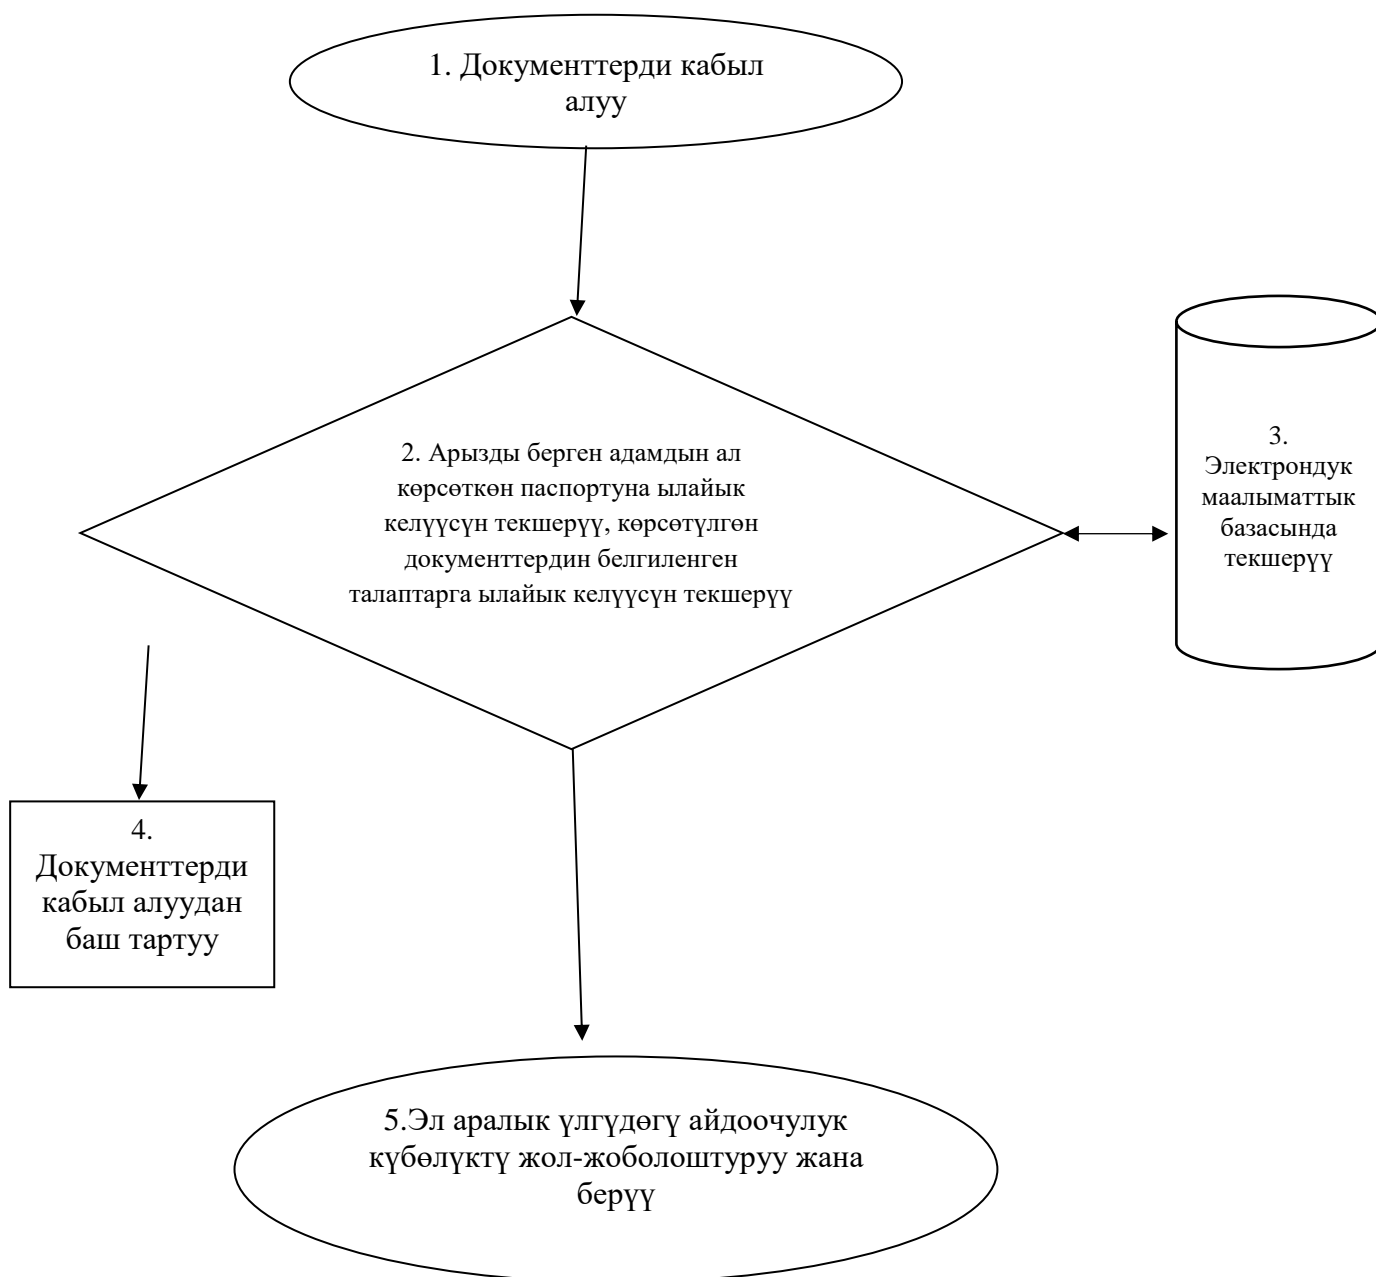 1. Документтерди кабыл
алуу
2. Арызды берген адамдын ал
көрсөткөн паспортуна ылайык
келүүсүн текшерүү, көрсөтүлгөн
документтердин белгиленген
талаптарга ылайык келүүсүн текшерүү
3.
Электрондук
маалыматтык
базасында
текшерүү
4.
Документтерди
кабыл алуудан
баш тартуу
5.Эл аралык үлгүдөгү айдоочулук
күбөлүктү жол-жоболоштуруу жана
берүү